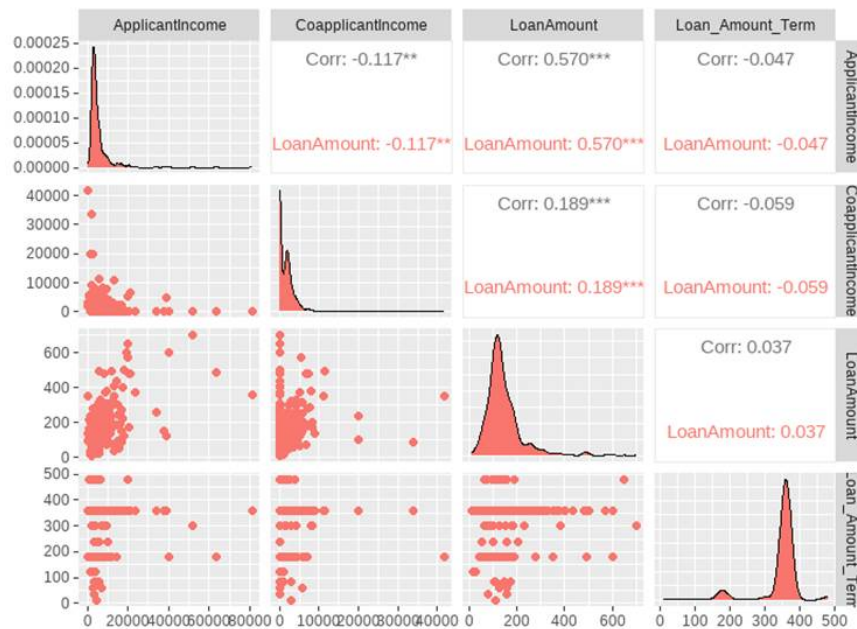 ApplicantIncome CoapplicantIncome LoanAmount Loan_Amount_Term
0.00025
0.00020
0.00015
0.00010
0.00005
0.00000
Corr: -0.117** Corr: 0.570*** Corr: -0.047
LoanAmount: -0.117** LoanAmount: 0.570*** LoanAmount: -0.047
ApplicantIncome
40000
30000
20000
10000
0
Corr: 0.189*** Corr: -0.059
LoanAmount: 0.189*** LoanAmount: -0.059
CoapplicantIncome
600
400
200
0
Corr: 0.037
LoanAmount: 0.037
LoanAmount
500
400
300
200
100
0
Loan_Amount_Term
0 20000 40000 60000 80000 0 10000 20000 30000 40000 0 200 400 600 0 100 200 300 400 500